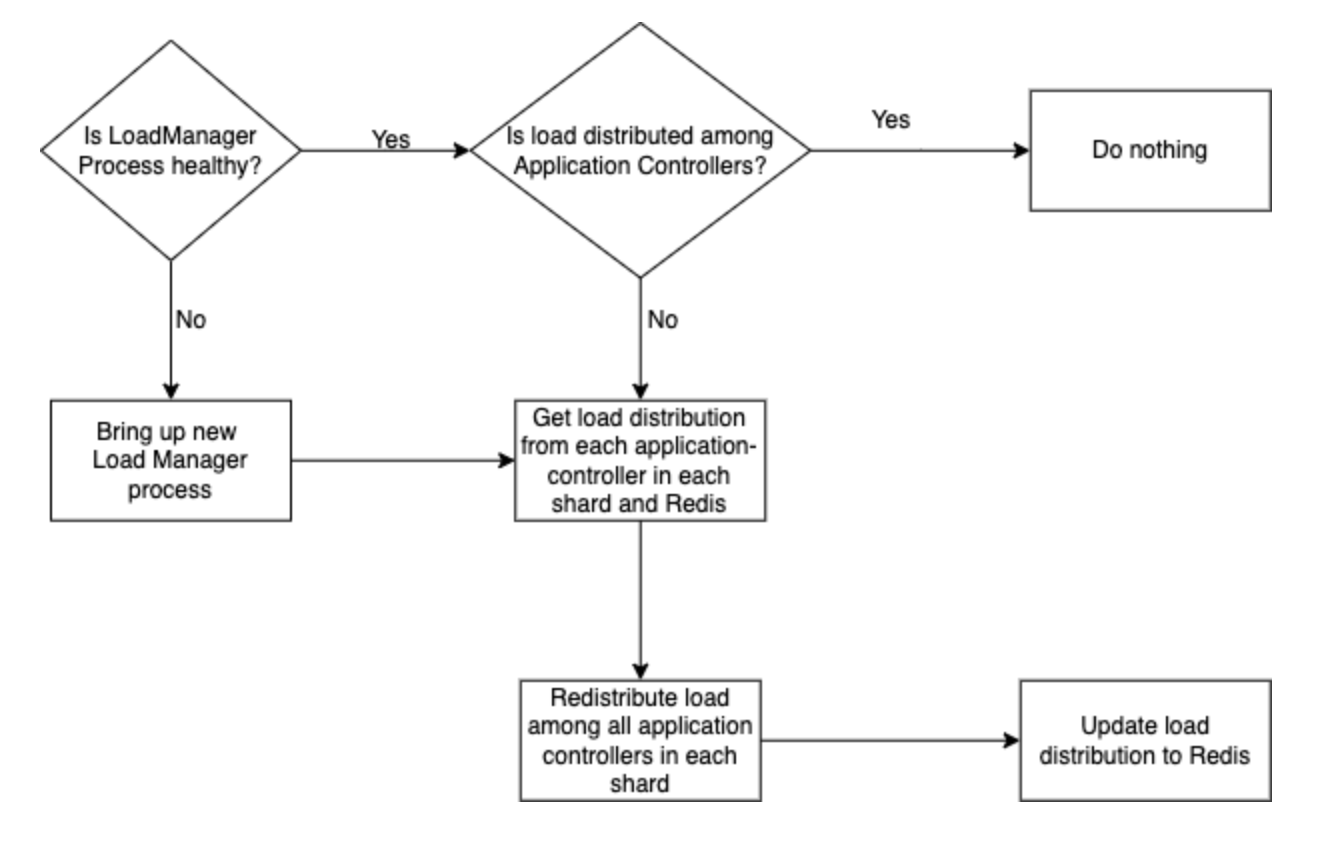 Is LoadManager
Process healthy?
Yes
Is load distributed among
Application Controllers?
Yes
Do nothing
No
No
Bring up new
Load Manager
process
Get load distribution
from each application-
controller in each
shard and Redis
Redistribute load
among all application
controllers in each
shard
Update load
distribution to Redis